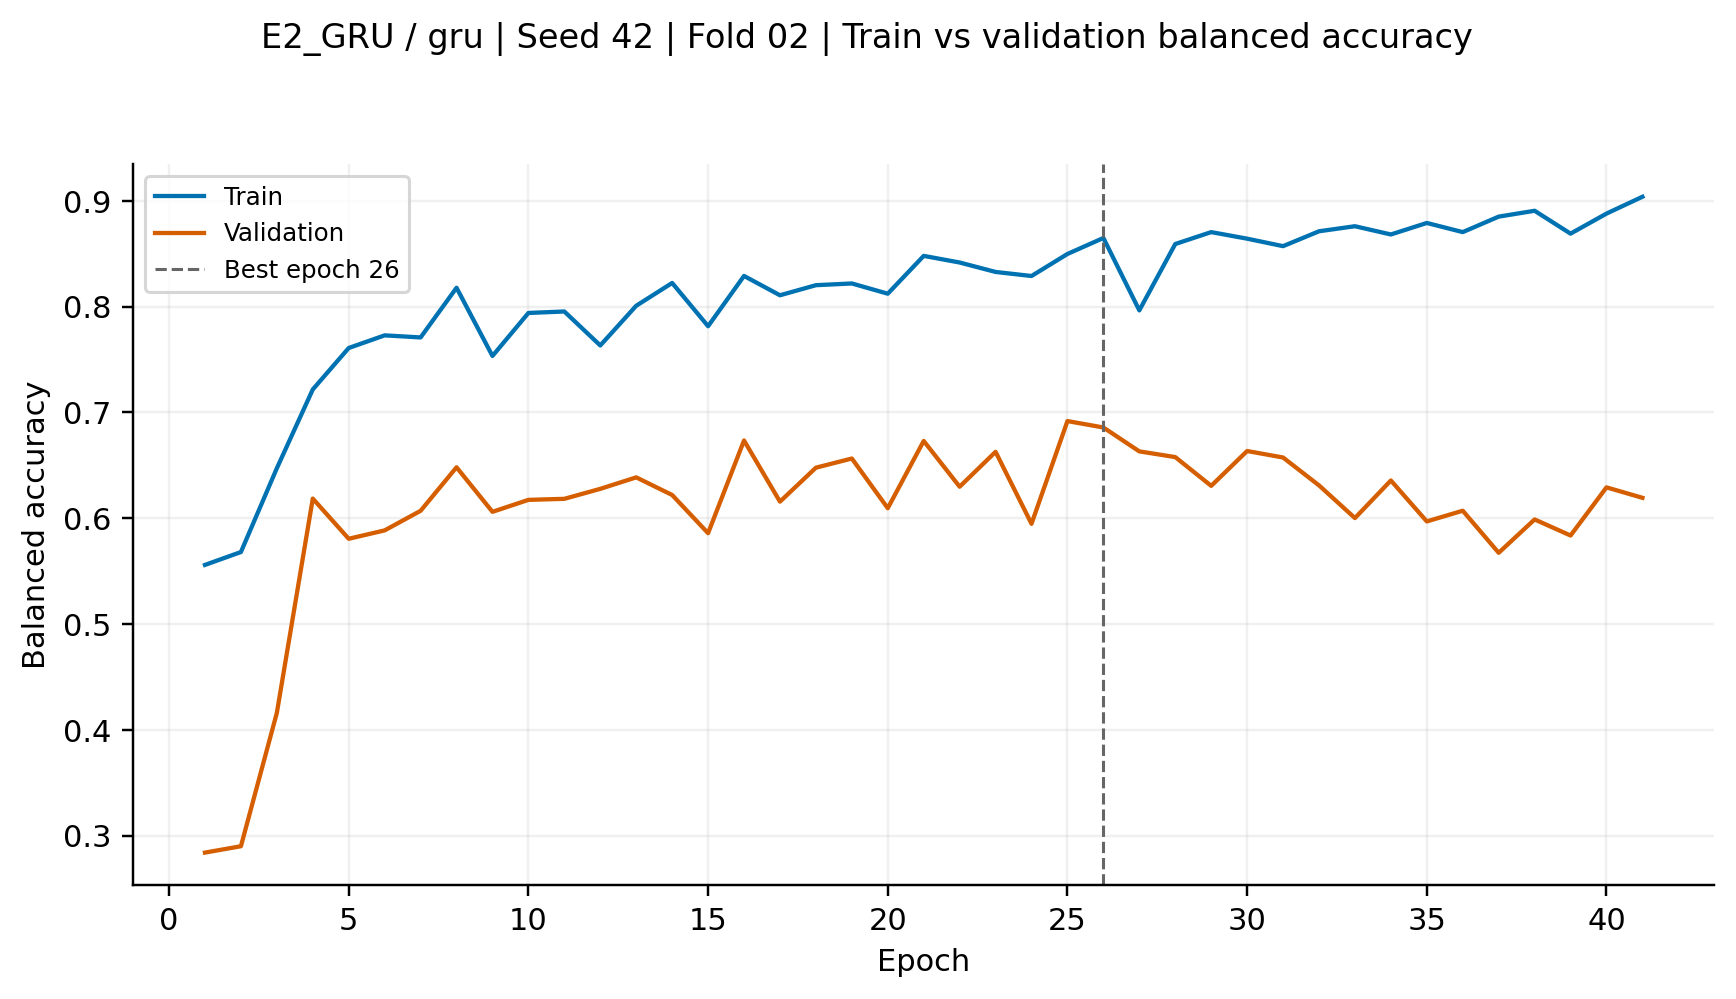 E2_GRU / gru | Seed 42 | Fold 02 | Train vs validation balanced accuracy
Train
Validation
Best epoch 26
Balanced accuracy
0.9
0.8
0.7
0.6
0.5
0.4
0.3
0 5 10 15 20 25 30 35 40
Epoch